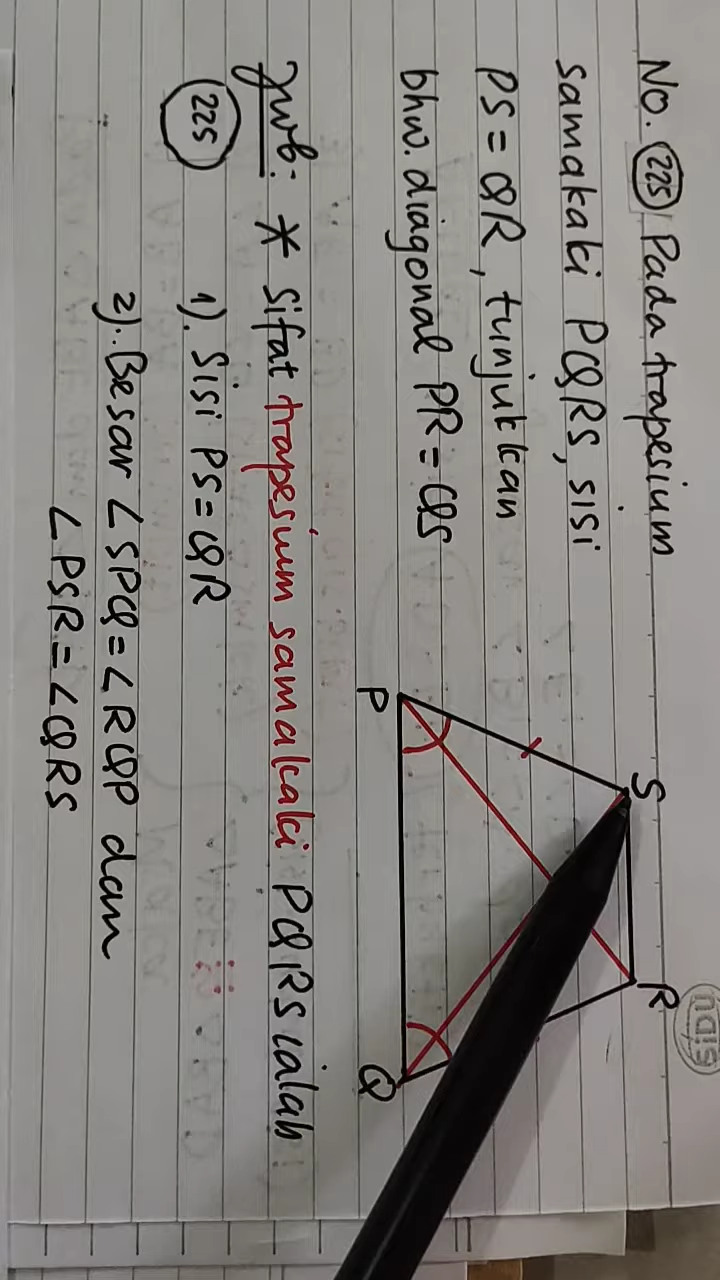 No. 225) Pada trapesium
samakaki PQRS, sisi
PS = QR, tunjukkan
bhw. diagonal PR = QS
S
R
P
Q
Jwb: * Sifat trapesium samakaki PQRS ialah
225
1). Sisi PS = QR
2). Besar ∠SPQ = ∠RQP dan
∠PSR = ∠QRS